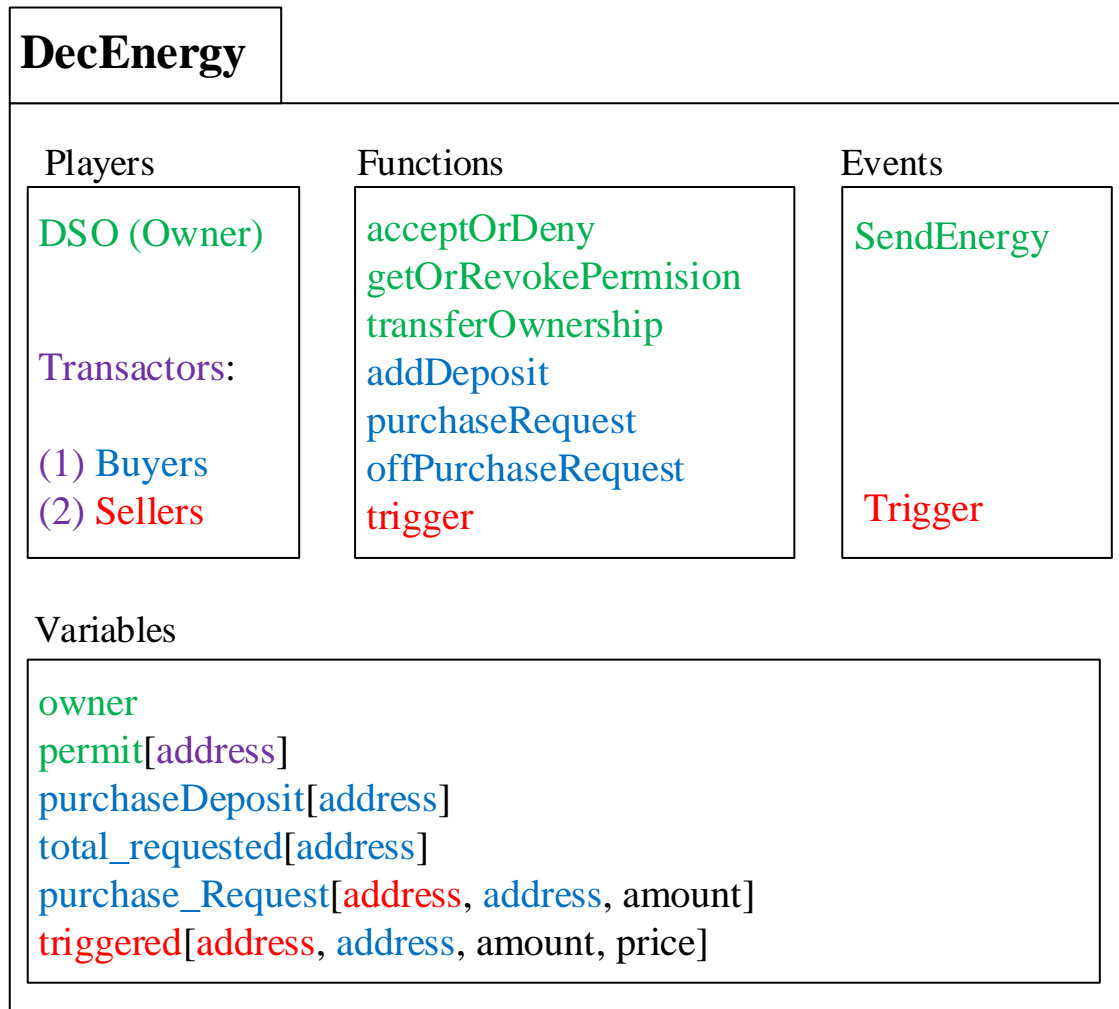 DecEnergy
Players
DSO (Owner)
Transactors:
(1) Buyers
(2) Sellers
Functions
acceptOrDeny
getOrRevokePermision
transferOwnership
addDeposit
purchaseRequest
offPurchaseRequest
trigger
Events
SendEnergy
Trigger
Variables
owner
permit[address]
purchaseDeposit[address]
total_requested[address]
purchase_Request[address, address, amount]
triggered[address, address, amount, price]